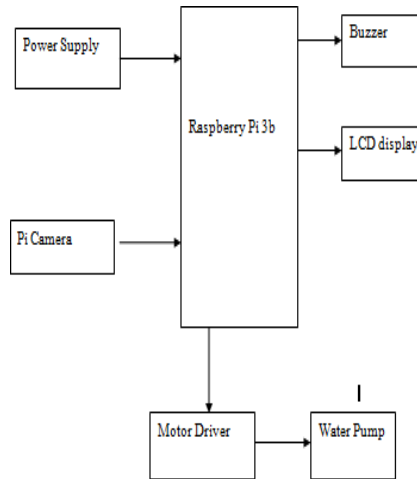 Power Supply
Buzzer
Raspberry Pi 3b
LCD display
Pi Camera
Motor Driver
Water Pump